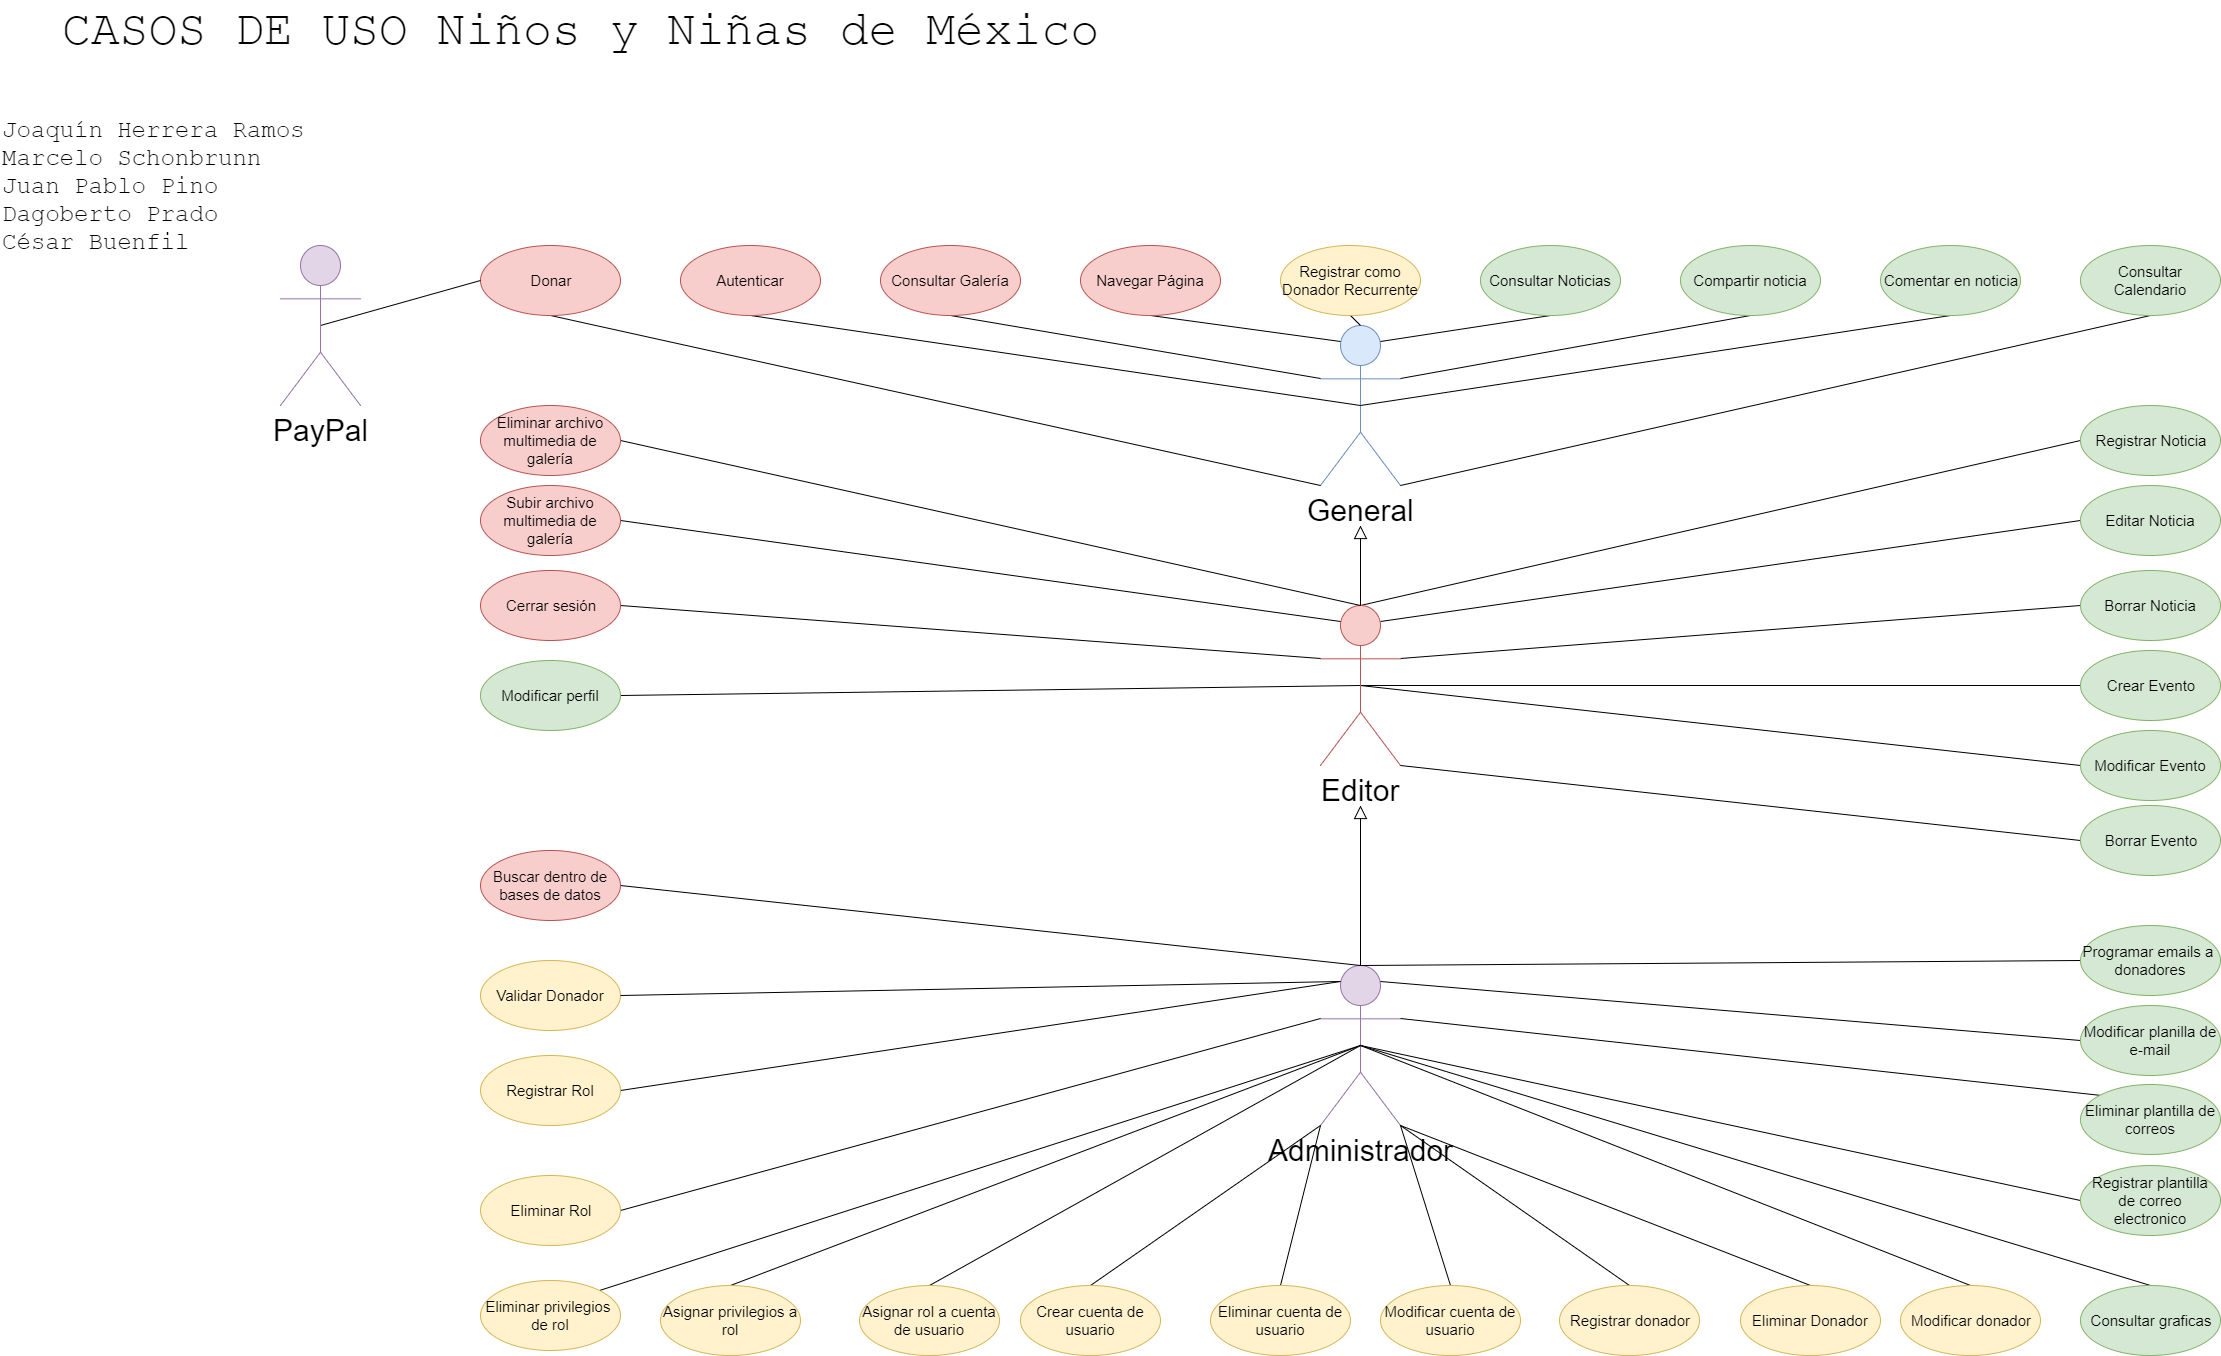 CASOS DE USO Niños y Niñas de México
Joaquín Herrera Ramos
Marcelo Schonbrunn
Juan Pablo Pino
Dagoberto Prado
César Buenfil
Donar
Autenticar
Consultar Galería
Navegar Página
Registrar como
Donador Recurrente
Consultar Noticias
Compartir noticia
Comentar en noticia
Consultar
Calendario
PayPal
General
Eliminar archivo
multimedia de
galería
Subir archivo
multimedia de
galería
Cerrar sesión
Modificar perfil
Registrar Noticia
Editar Noticia
Borrar Noticia
Crear Evento
Modificar Evento
Borrar Evento
Editor
Buscar dentro de
bases de datos
Validar Donador
Registrar Rol
Eliminar Rol
Programar emails a
donadores
Modificar planilla de
e-mail
Eliminar plantilla de
correos
Registrar plantilla
de correo
electronico
Administrador
Eliminar privilegios
de rol
Asignar privilegios a
rol
Asignar rol a cuenta
de usuario
Crear cuenta de
usuario
Eliminar cuenta de
usuario
Modificar cuenta de
usuario
Registrar donador
Eliminar Donador
Modificar donador
Consultar graficas